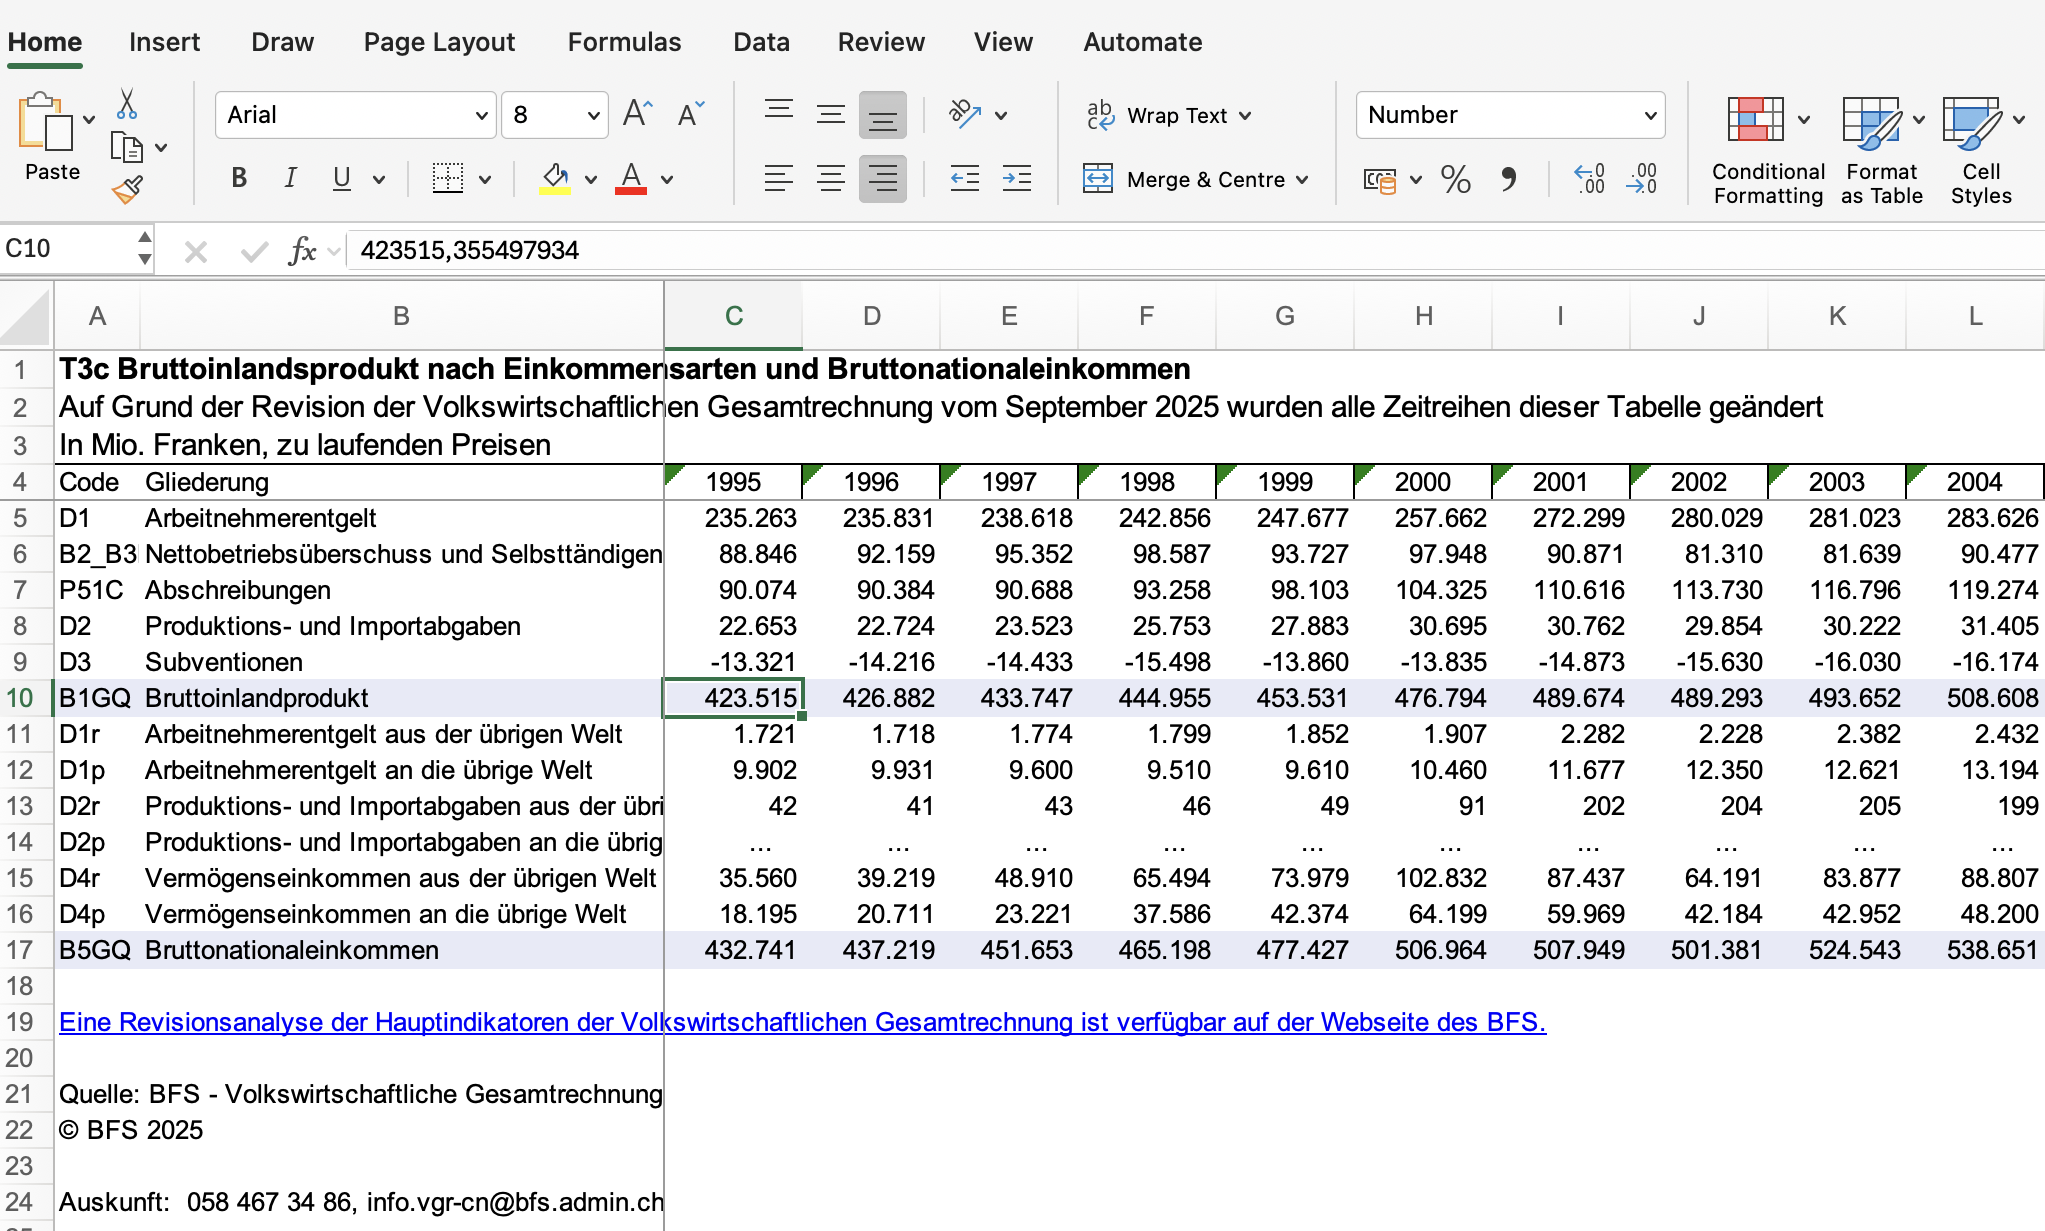 Home Insert Draw Page Layout Formulas Data Review View Automate
Paste
Arial 8 A A
B I U A
ab Wrap Text
Merge & Centre
Number
% 0 .00 .00 0
Conditional Formatting
Format as Table
Cell Styles
C10 fx 423515,355497934
A B C D E F G H I J K L
1 T3c Bruttoinlandsprodukt nach Einkommensarten und Bruttonationaleinkommen
2 Auf Grund der Revision der Volkswirtschaftlichen Gesamtrechnung vom September 2025 wurden alle Zeitreihen dieser Tabelle geändert
3 In Mio. Franken, zu laufenden Preisen
4 Code Gliederung 1995 1996 1997 1998 1999 2000 2001 2002 2003 2004
5 D1 Arbeitnehmerentgelt 235.263 235.831 238.618 242.856 247.677 257.662 272.299 280.029 281.023 283.626
6 B2_B3 Nettobetriebsüberschuss und Selbsttändigen 88.846 92.159 95.352 98.587 93.727 97.948 90.871 81.310 81.639 90.477
7 P51C Abschreibungen 90.074 90.384 90.688 93.258 98.103 104.325 110.616 113.730 116.796 119.274
8 D2 Produktions- und Importabgaben 22.653 22.724 23.523 25.753 27.883 30.695 30.762 29.854 30.222 31.405
9 D3 Subventionen -13.321 -14.216 -14.433 -15.498 -13.860 -13.835 -14.873 -15.630 -16.030 -16.174
10 B1GQ Bruttoinlandprodukt 423.515 426.882 433.747 444.955 453.531 476.794 489.674 489.293 493.652 508.608
11 D1r Arbeitnehmerentgelt aus der übrigen Welt 1.721 1.718 1.774 1.799 1.852 1.907 2.282 2.228 2.382 2.432
12 D1p Arbeitnehmerentgelt an die übrige Welt 9.902 9.931 9.600 9.510 9.610 10.460 11.677 12.350 12.621 13.194
13 D2r Produktions- und Importabgaben aus der übri 42 41 43 46 49 91 202 204 205 199
14 D2p Produktions- und Importabgaben an die übrig ... ... ... ... ... ... ... ... ... ...
15 D4r Vermögenseinkommen aus der übrigen Welt 35.560 39.219 48.910 65.494 73.979 102.832 87.437 64.191 83.877 88.807
16 D4p Vermögenseinkommen an die übrige Welt 18.195 20.711 23.221 37.586 42.374 64.199 59.969 42.184 42.952 48.200
17 B5GQ Bruttonationaleinkommen 432.741 437.219 451.653 465.198 477.427 506.964 507.949 501.381 524.543 538.651
18
19 Eine Revisionsanalyse der Hauptindikatoren der Volkswirtschaftlichen Gesamtrechnung ist verfügbar auf der Webseite des BFS.
20
21 Quelle: BFS - Volkswirtschaftliche Gesamtrechnung
22 © BFS 2025
23
24 Auskunft: 058 467 34 86, info.vgr-cn@bfs.admin.ch